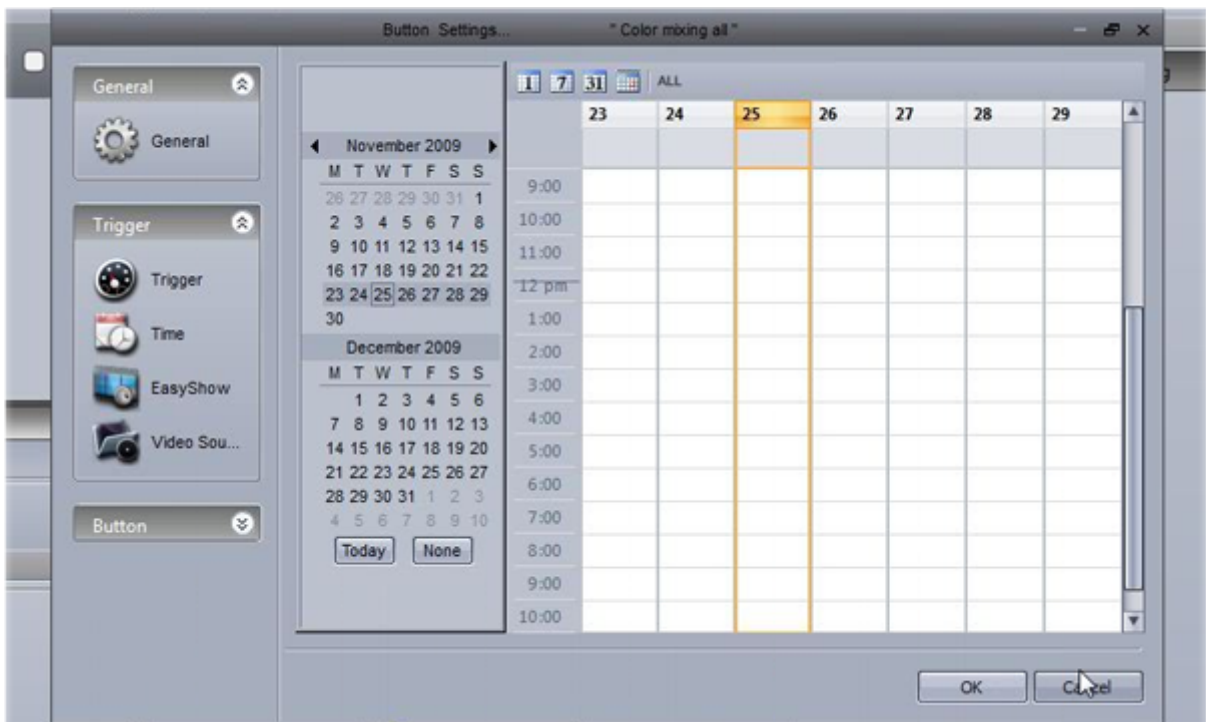 Button Settings... " Color mixing all "
General
General
Trigger
Trigger
Time
EasyShow
Video Sou...
Button
November 2009
M T W T F S S
26 27 28 29 30 31 1
2 3 4 5 6 7 8
9 10 11 12 13 14 15
16 17 18 19 20 21 22
23 24 25 26 27 28 29
30
December 2009
M T W T F S S
1 2 3 4 5 6
7 8 9 10 11 12 13
14 15 16 17 18 19 20
21 22 23 24 25 26 27
28 29 30 31 1 2 3
4 5 6 7 8 9 10
Today None
1 7 31 ALL
23 24 25 26 27 28 29
9:00
10:00
11:00
12 pm
1:00
2:00
3:00
4:00
5:00
6:00
7:00
8:00
9:00
10:00
OK Cancel